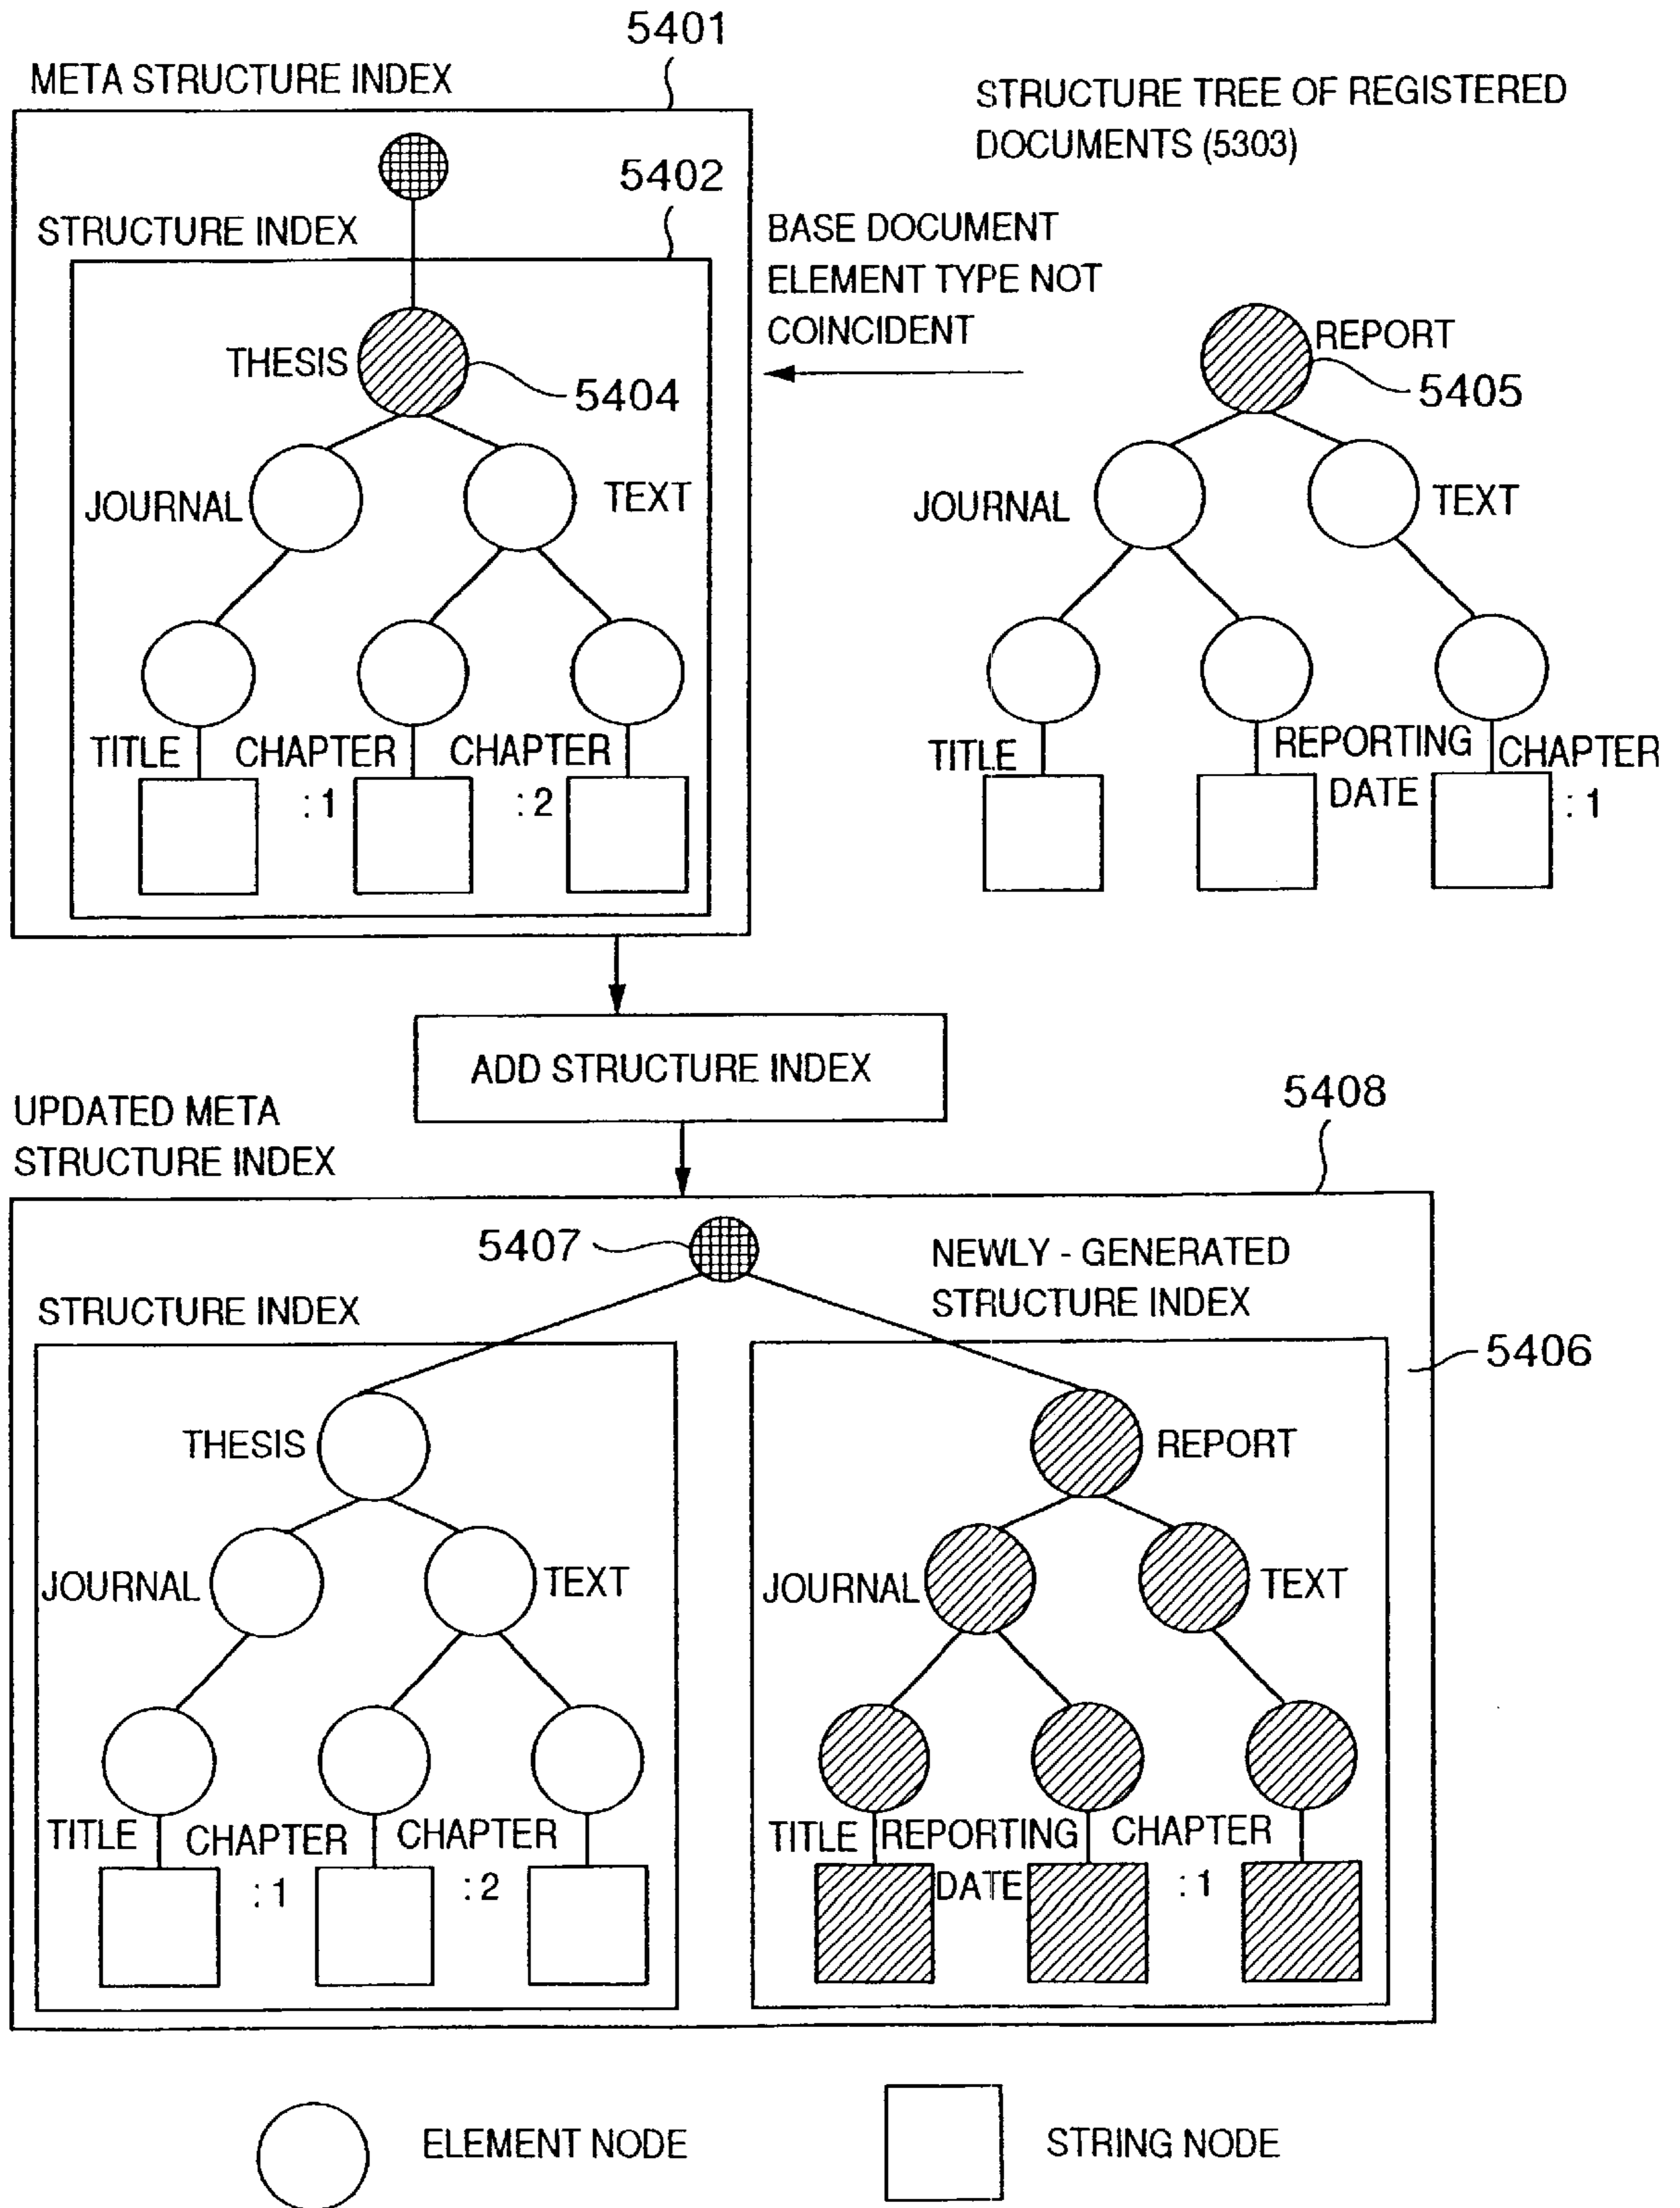 5401
META STRUCTURE INDEX
STRUCTURE TREE OF REGISTERED
DOCUMENTS (5303)
5402
STRUCTURE INDEX
BASE DOCUMENT
ELEMENT TYPE NOT
COINCIDENT
THESIS
5404
REPORT
5405
JOURNAL
TEXT
JOURNAL
TEXT
TITLE
CHAPTER
: 1
CHAPTER
: 2
TITLE
REPORTING
DATE
CHAPTER
: 1
ADD STRUCTURE INDEX
UPDATED META
STRUCTURE INDEX
5408
5407
NEWLY - GENERATED
STRUCTURE INDEX
STRUCTURE INDEX
5406
THESIS
REPORT
JOURNAL
TEXT
JOURNAL
TEXT
TITLE
CHAPTER
: 1
CHAPTER
: 2
TITLE
REPORTING
DATE
CHAPTER
: 1
ELEMENT NODE
STRING NODE